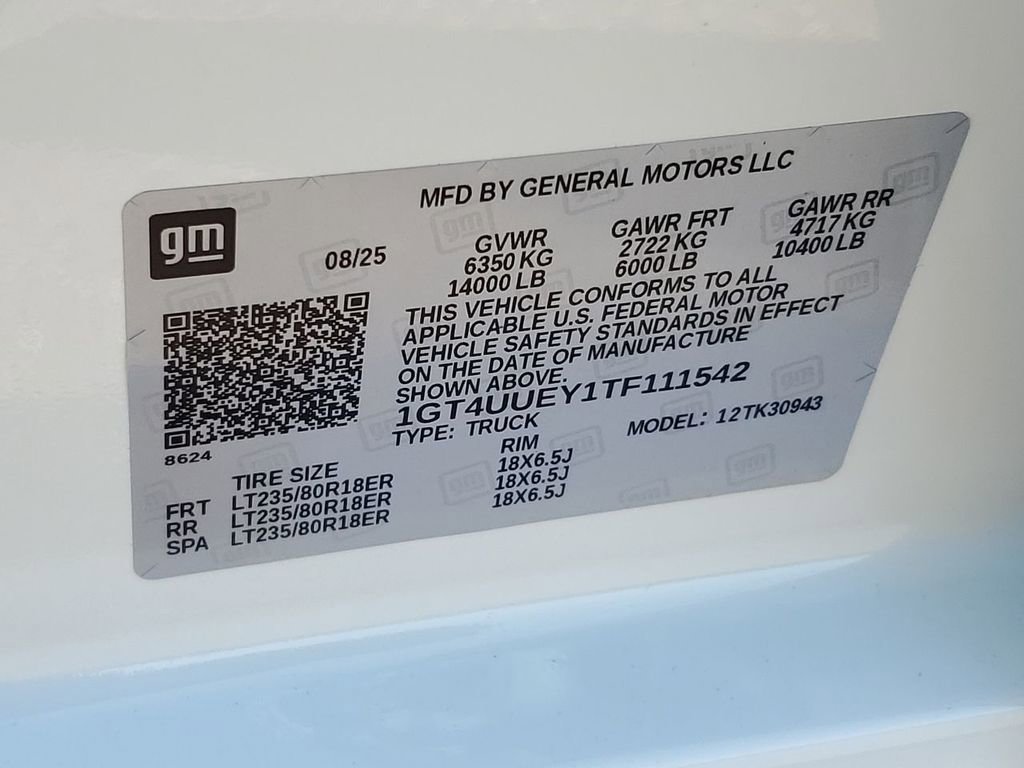 MFD BY GENERAL MOTORS LLC
gm
08/25
GVWR GAWR FRT GAWR RR
6350 KG 2722 KG 4717 KG
14000 LB 6000 LB 10400 LB
THIS VEHICLE CONFORMS TO ALL
APPLICABLE U.S. FEDERAL MOTOR
VEHICLE SAFETY STANDARDS IN EFFECT
ON THE DATE OF MANUFACTURE
SHOWN ABOVE.
1GT4UUEY1TF111542
TYPE: TRUCK MODEL: 12TK30943
8624
TIRE SIZE RIM
FRT LT235/80R18ER 18X6.5J
RR LT235/80R18ER 18X6.5J
SPA LT235/80R18ER 18X6.5J